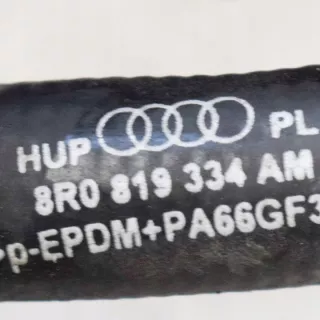 HUP PL
8R0 819 334 AM
>p-EPDM+PA66GF3